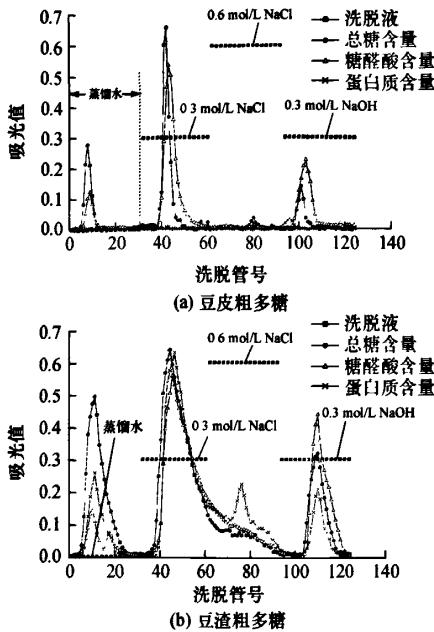 0.6 mol/L NaCl
洗脱液
总糖含量
糖醛酸含量
蛋白质含量
蒸馏水
0 3 mol/L NaCl
0.3 mol/L NaOH
吸光值
0.7
0.6
0.5
0.4
0.3
0.2
0.1
0
0 20 40 60 80 100 120 140
洗脱管号
(a) 豆皮粗多糖
洗脱液
总糖含量
糖醛酸含量
蛋白质含量
0 6 mol/L NaCl
蒸馏水
0 3 mol/L NaCl
0.3 mol/L NaOH
吸光值
0.7
0.6
0.5
0.4
0.3
0.2
0.1
0.0
0 20 40 60 80 100 120 140
洗脱管号
(b) 豆渣粗多糖